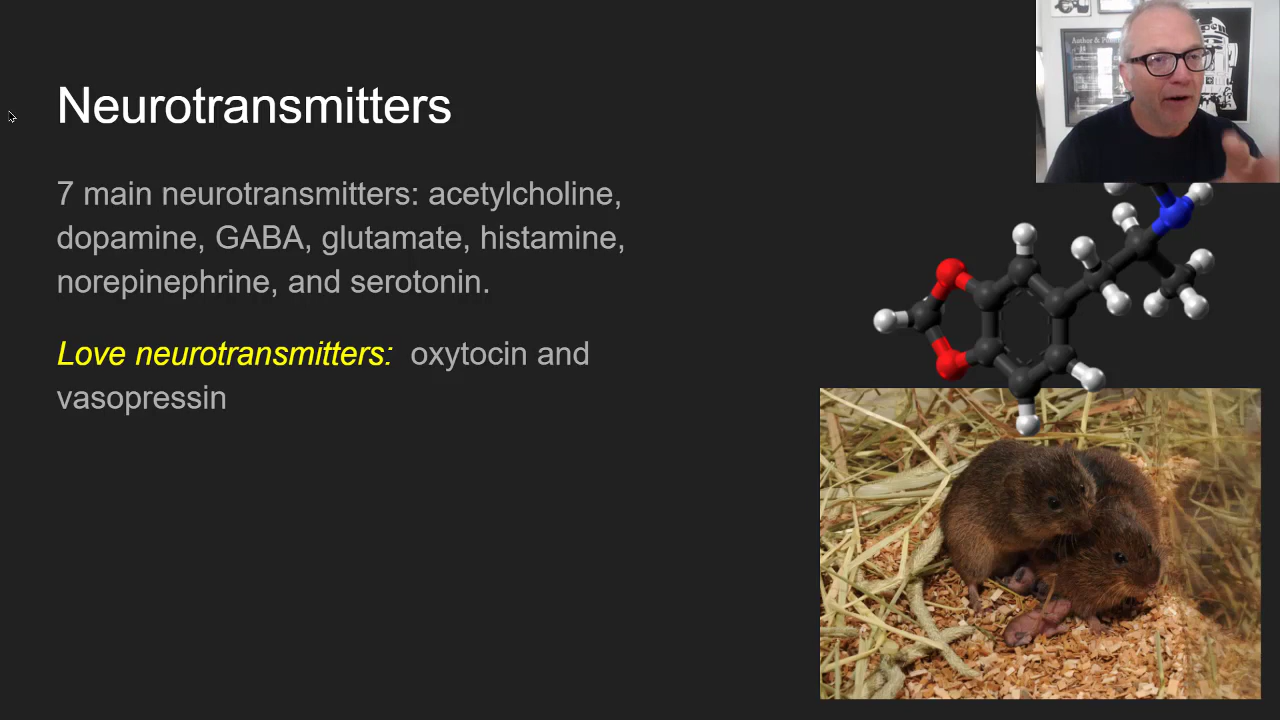 Neurotransmitters
7 main neurotransmitters: acetylcholine,
dopamine, GABA, glutamate, histamine,
norepinephrine, and serotonin.
Love neurotransmitters: oxytocin and
vasopressin